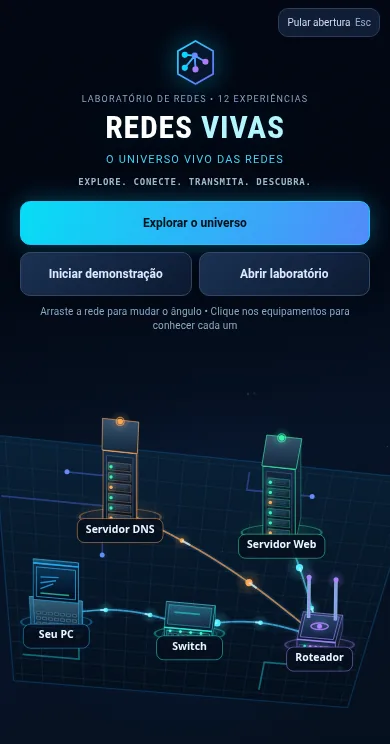 Pular abertura Esc
LABORATÓRIO DE REDES • 12 EXPERIÊNCIAS
REDES VIVAS
O UNIVERSO VIVO DAS REDES
EXPLORE. CONECTE. TRANSMITA. DESCUBRA.
Explorar o universo
Iniciar demonstração
Abrir laboratório
Arraste a rede para mudar o ângulo • Clique nos equipamentos para
conhecer cada um
Servidor DNS
Servidor Web
Seu PC
Switch
Roteador